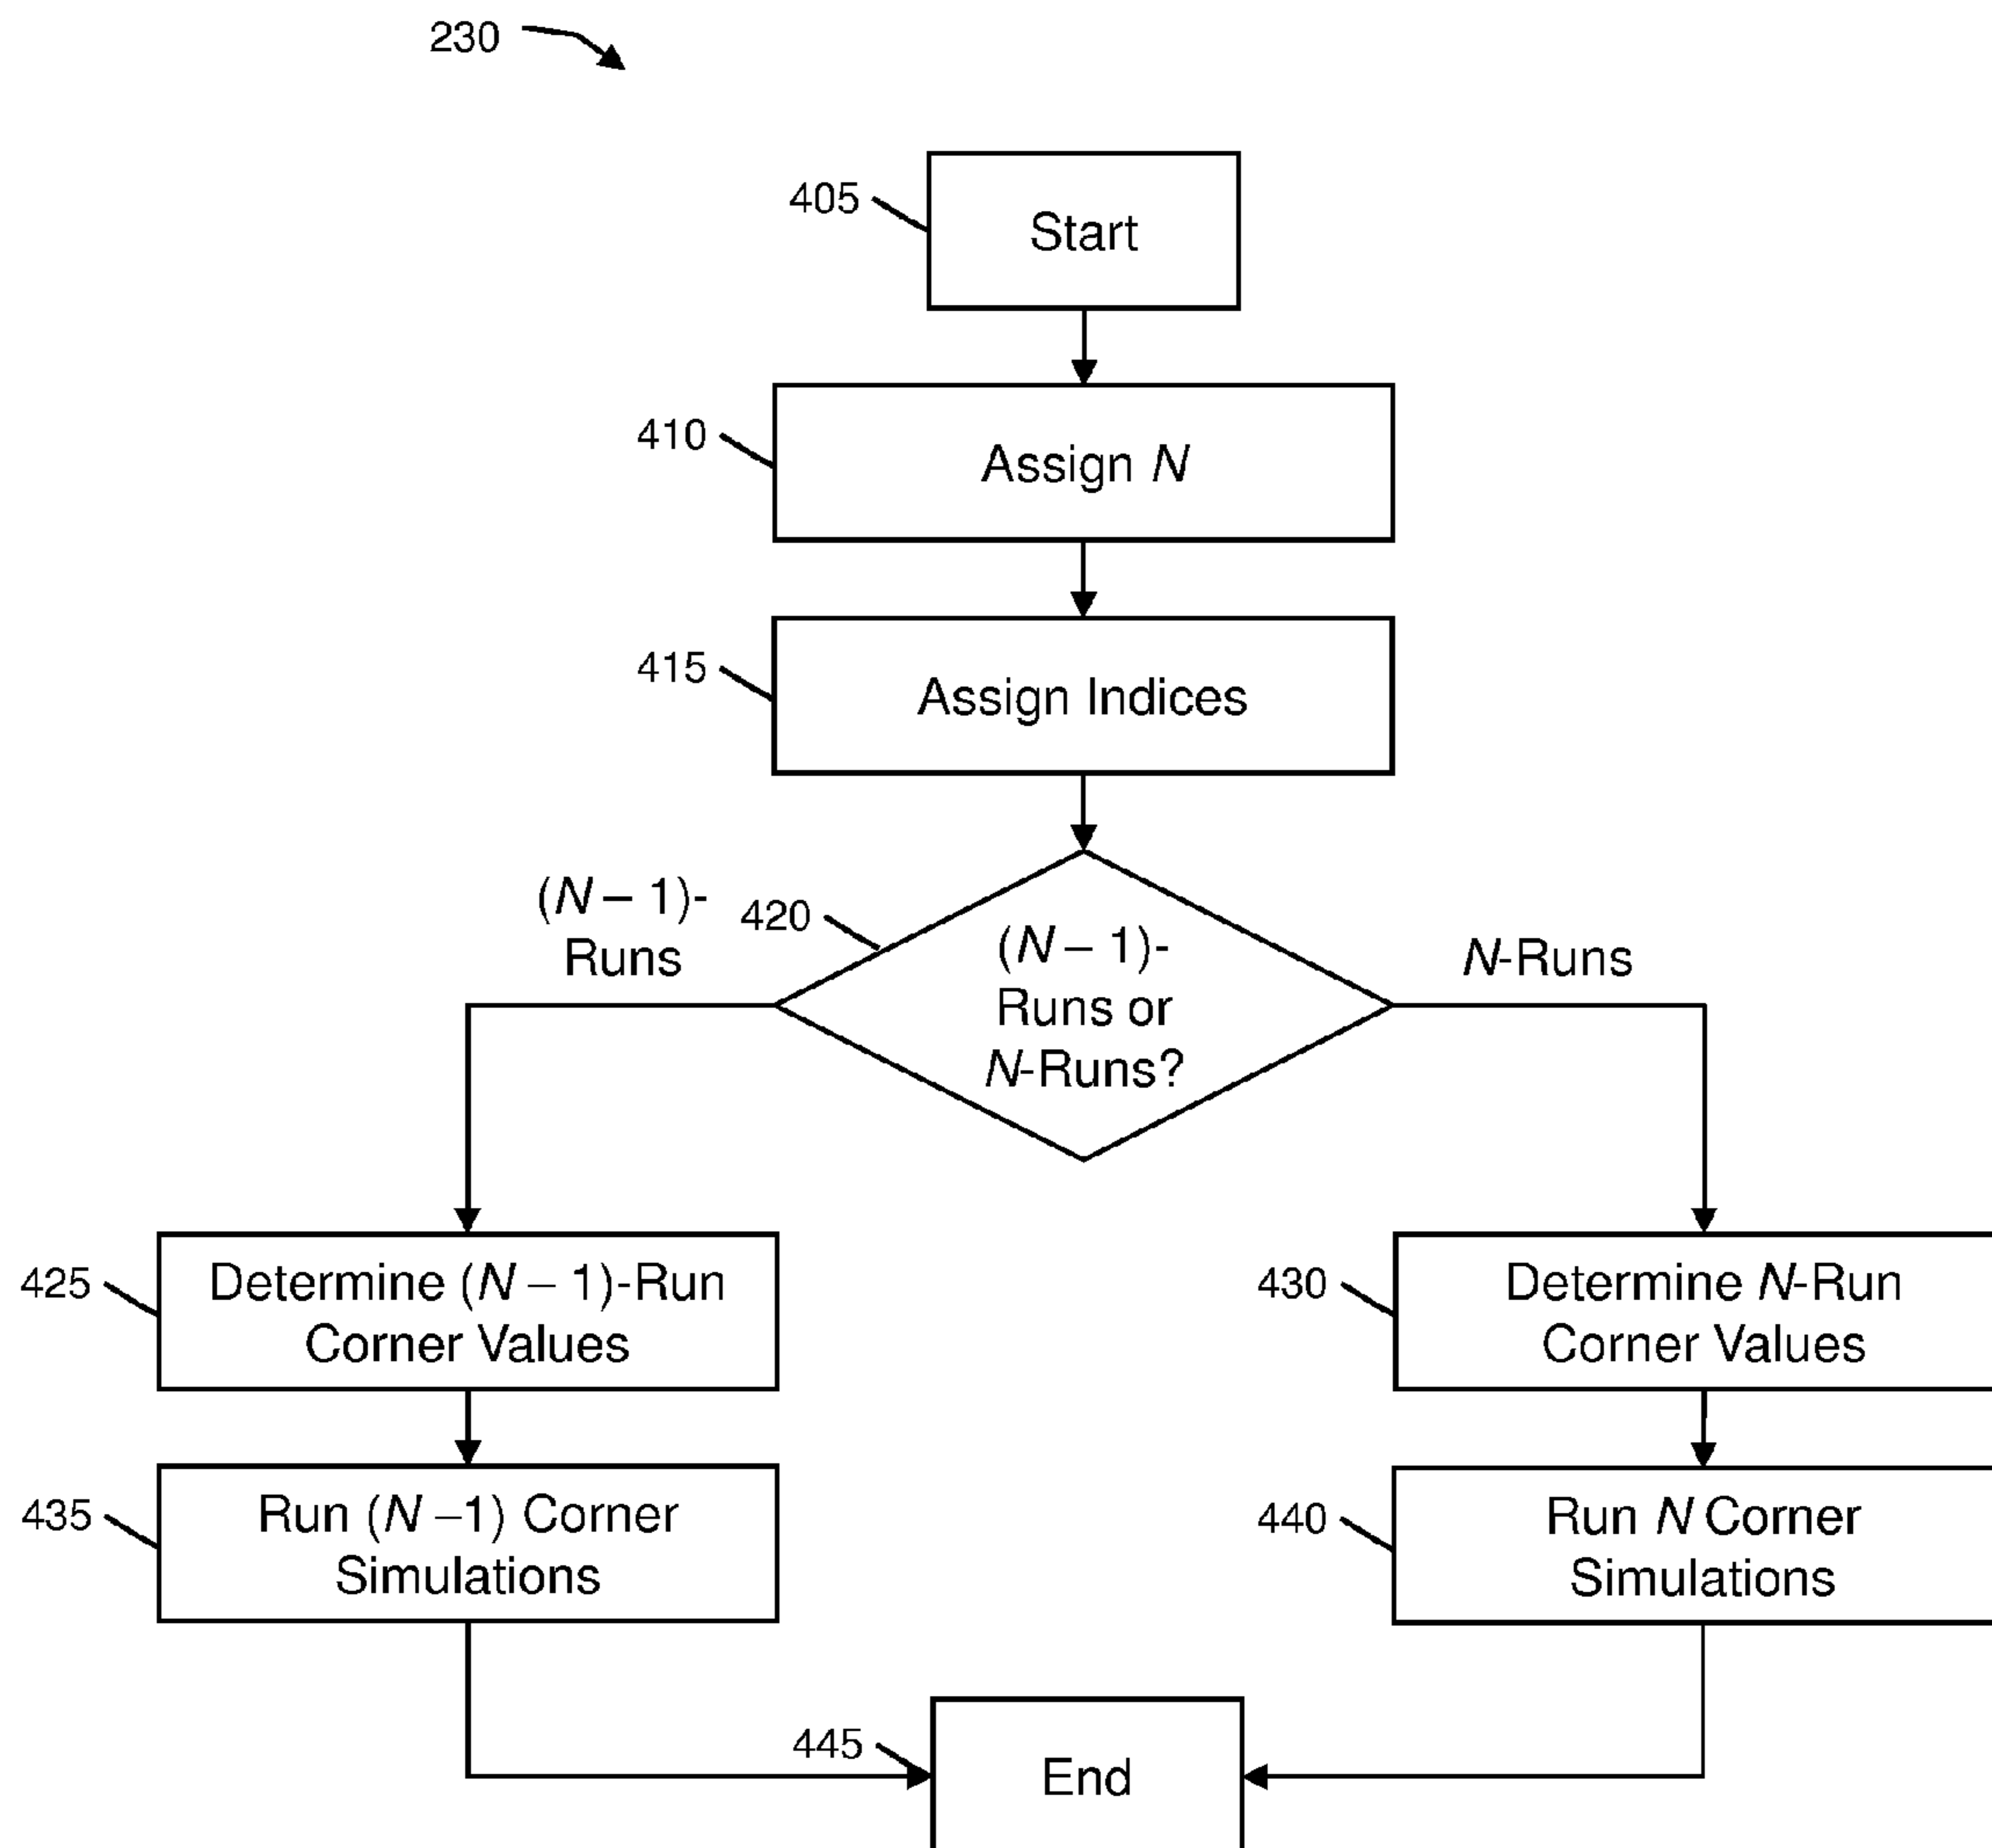 230
405
Start
410
Assign N
415
Assign Indices
(N – 1)-
Runs
420
(N – 1)-
Runs or
N-Runs?
N-Runs
425
Determine (N – 1)-Run
Corner Values
430
Determine N-Run
Corner Values
435
Run (N –1) Corner
Simulations
440
Run N Corner
Simulations
445
End